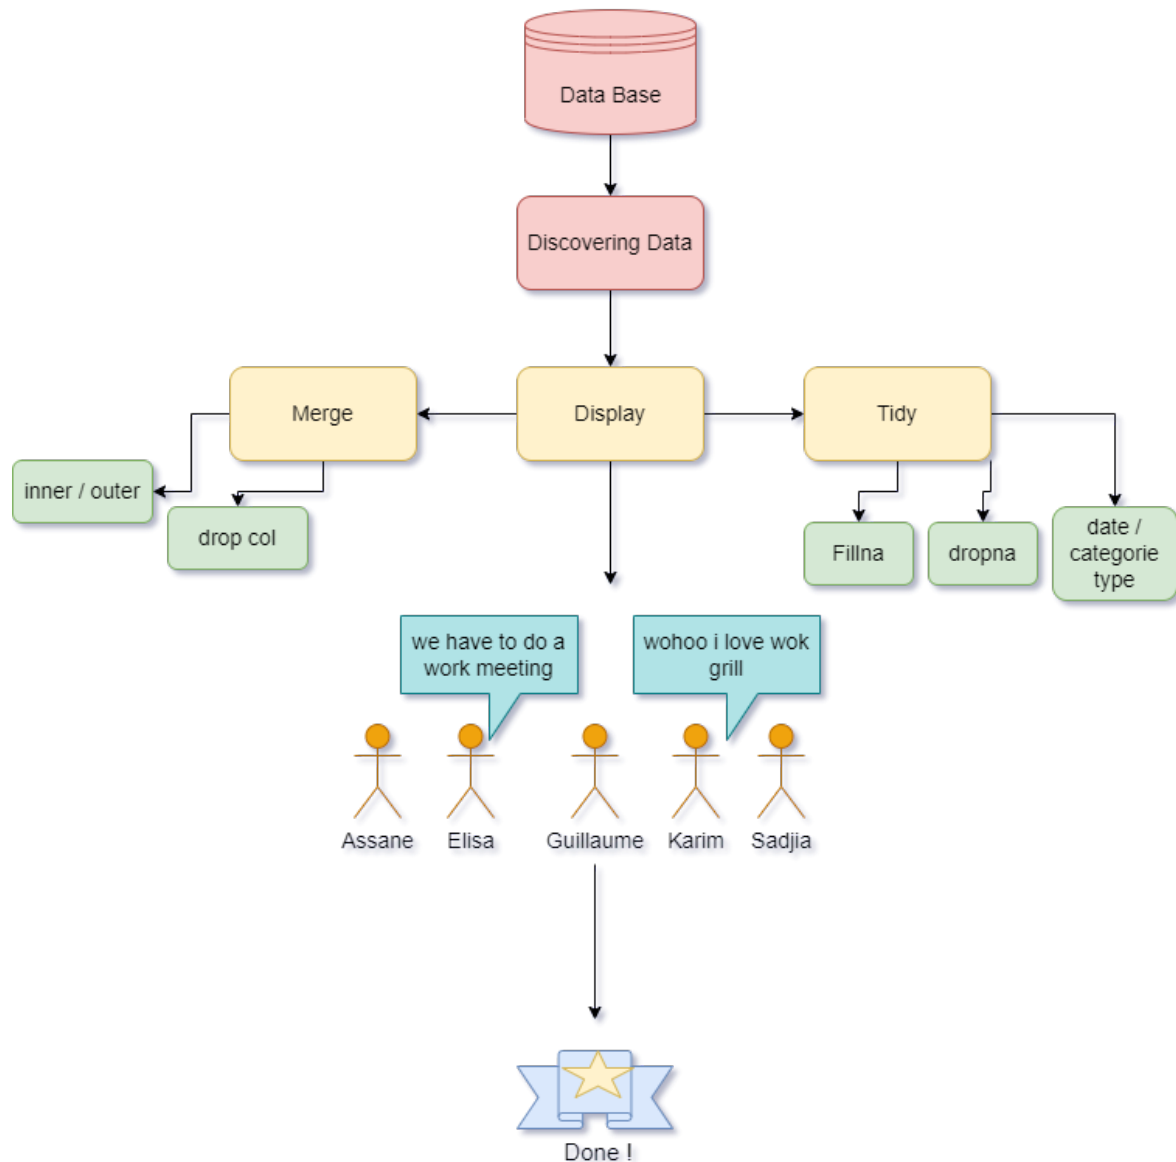 Data Base
Discovering Data
Merge
Display
Tidy
inner / outer
drop col
Fillna
dropna
date /
categorie
type
we have to do a
work meeting
wohoo i love wok
grill
Assane
Elisa
Guillaume
Karim
Sadjia
Done !